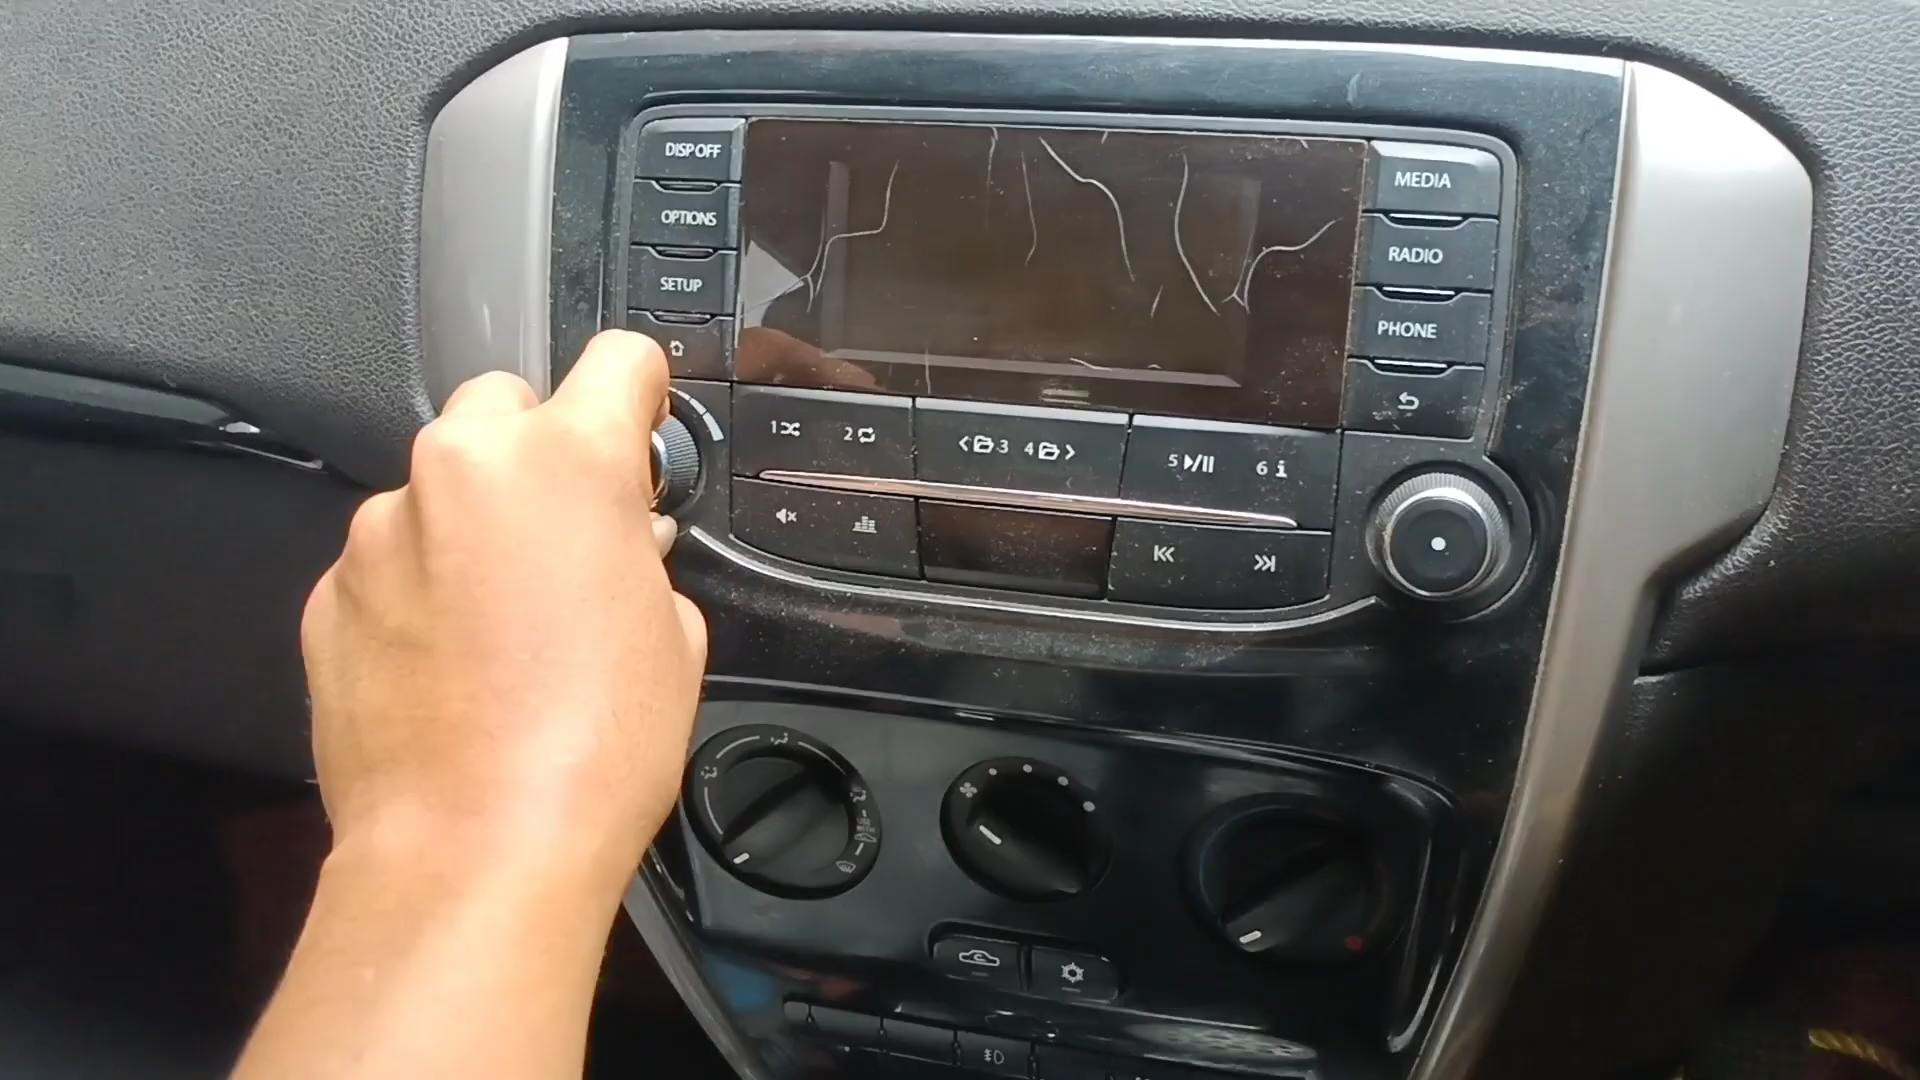 DISP OFF
OPTIONS
SETUP
MEDIA
RADIO
PHONE
1
2
3
4
5
6 i